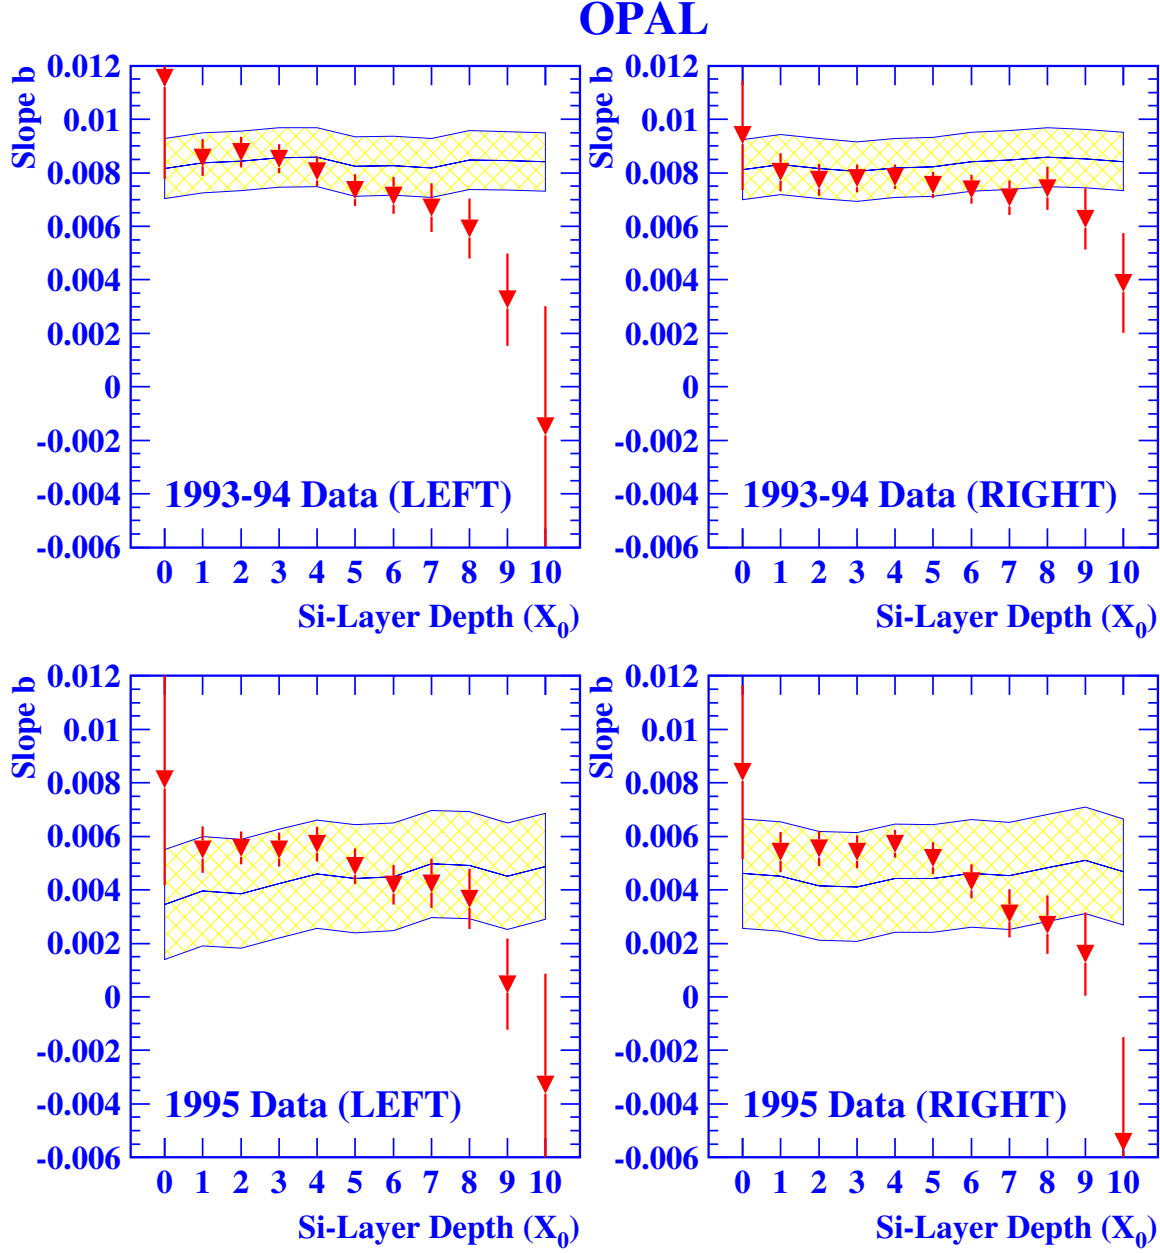 OPAL
Slope b
0.012
0.01
0.008
0.006
0.004
0.002
0
-0.002
-0.004
-0.006
1993-94 Data (LEFT)
0 1 2 3 4 5 6 7 8 9 10
Si-Layer Depth (X0)
Slope b
0.012
0.01
0.008
0.006
0.004
0.002
0
-0.002
-0.004
-0.006
1993-94 Data (RIGHT)
0 1 2 3 4 5 6 7 8 9 10
Si-Layer Depth (X0)
Slope b
0.012
0.01
0.008
0.006
0.004
0.002
0
-0.002
-0.004
-0.006
1995 Data (LEFT)
0 1 2 3 4 5 6 7 8 9 10
Si-Layer Depth (X0)
Slope b
0.012
0.01
0.008
0.006
0.004
0.002
0
-0.002
-0.004
-0.006
1995 Data (RIGHT)
0 1 2 3 4 5 6 7 8 9 10
Si-Layer Depth (X0)